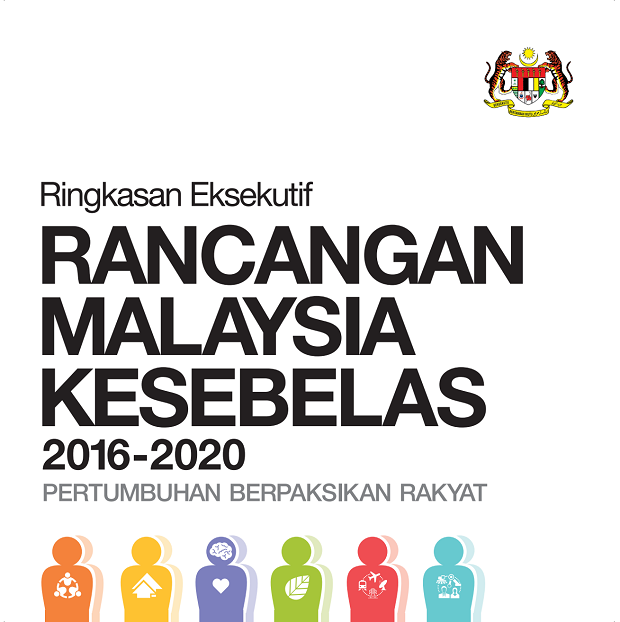 Ringkasan Eksekutif
RANCANGAN
MALAYSIA
KESEBELAS
2016-2020
PERTUMBUHAN BERPAKSIKAN RAKYAT